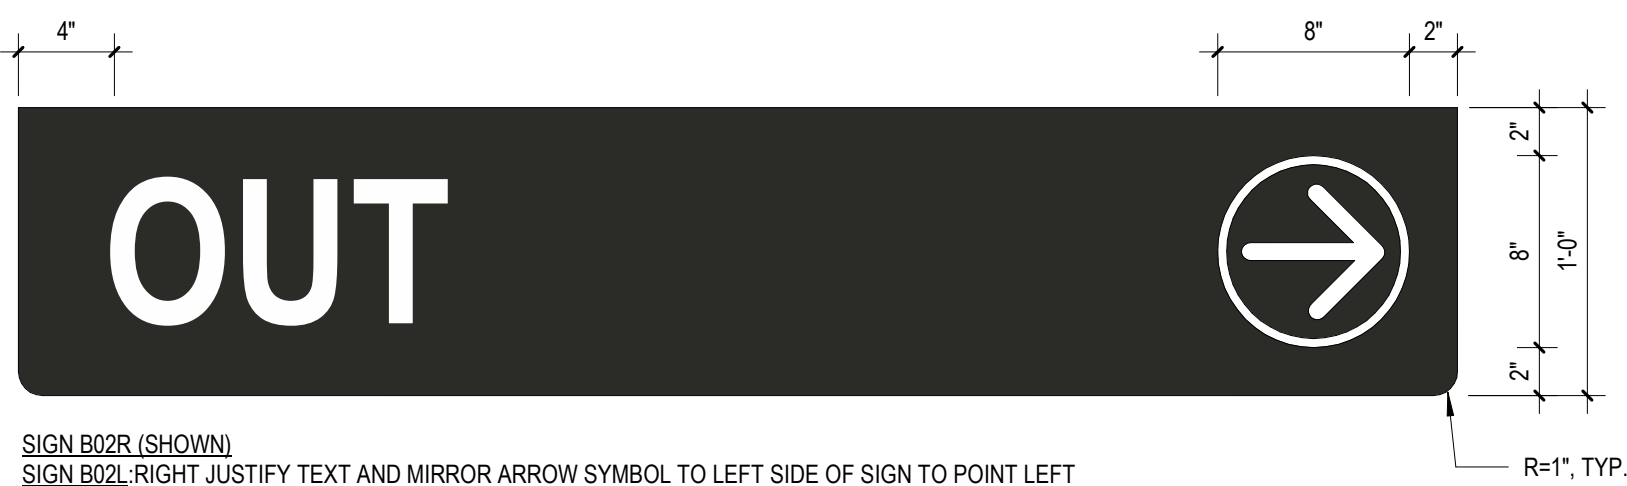 4"
8"
2"
OUT
2"
8"
1'-0"
2"
SIGN B02R (SHOWN)
SIGN B02L:RIGHT JUSTIFY TEXT AND MIRROR ARROW SYMBOL TO LEFT SIDE OF SIGN TO POINT LEFT
R=1", TYP.